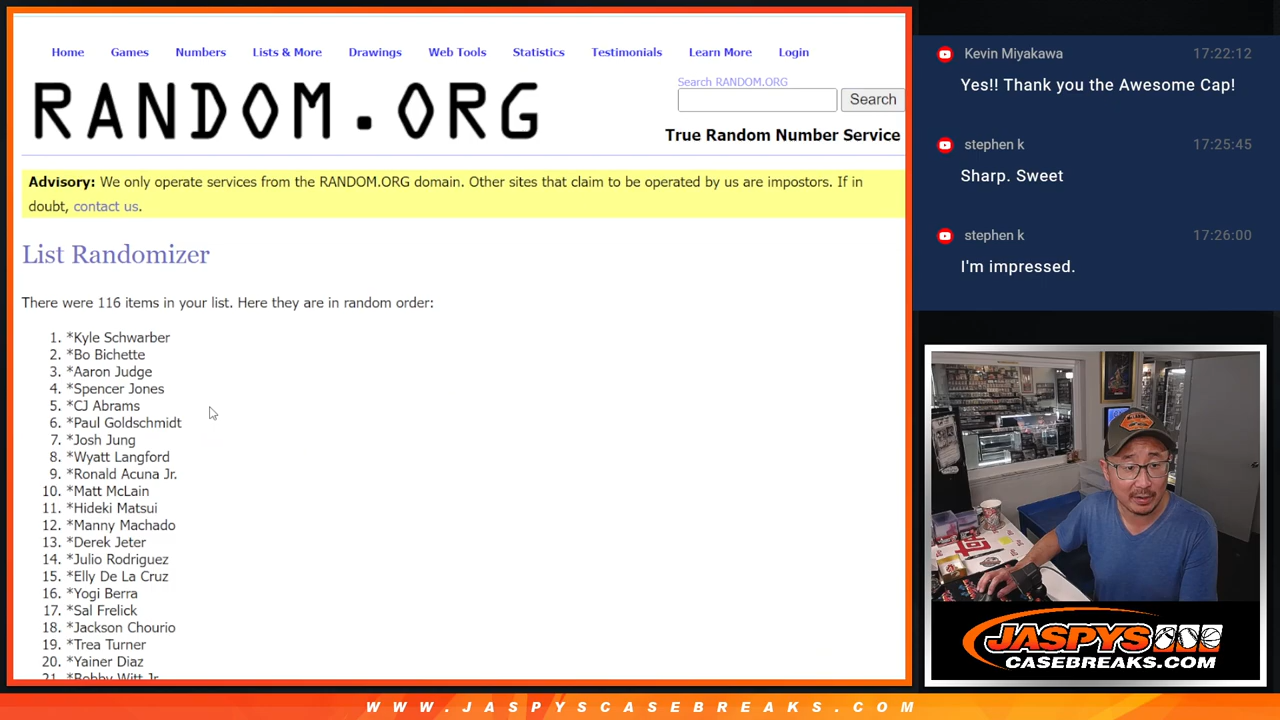 Home Games Numbers Lists & More Drawings Web Tools Statistics Testimonials Learn More Login
RANDOM.ORG
Search RANDOM.ORG
Search
True Random Number Service
Advisory: We only operate services from the RANDOM.ORG domain. Other sites that claim to be operated by us are impostors. If in
doubt, contact us.
List Randomizer
There were 116 items in your list. Here they are in random order:
1. *Kyle Schwarber
2. *Bo Bichette
3. *Aaron Judge
4. *Spencer Jones
5. *CJ Abrams
6. *Paul Goldschmidt
7. *Josh Jung
8. *Wyatt Langford
9. *Ronald Acuna Jr.
10. *Matt McLain
11. *Hideki Matsui
12. *Manny Machado
13. *Derek Jeter
14. *Julio Rodriguez
15. *Elly De La Cruz
16. *Yogi Berra
17. *Sal Frelick
18. *Jackson Chourio
19. *Trea Turner
20. *Yainer Diaz
21. *Bobby Witt Jr.
Kevin Miyakawa 17:22:12
Yes!! Thank you the Awesome Cap!
stephen k 17:25:45
Sharp. Sweet
stephen k 17:26:00
I'm impressed.
JASPYS
CASEBREAKS.COM
WWW.JASPYSCASEBREAKS.COM